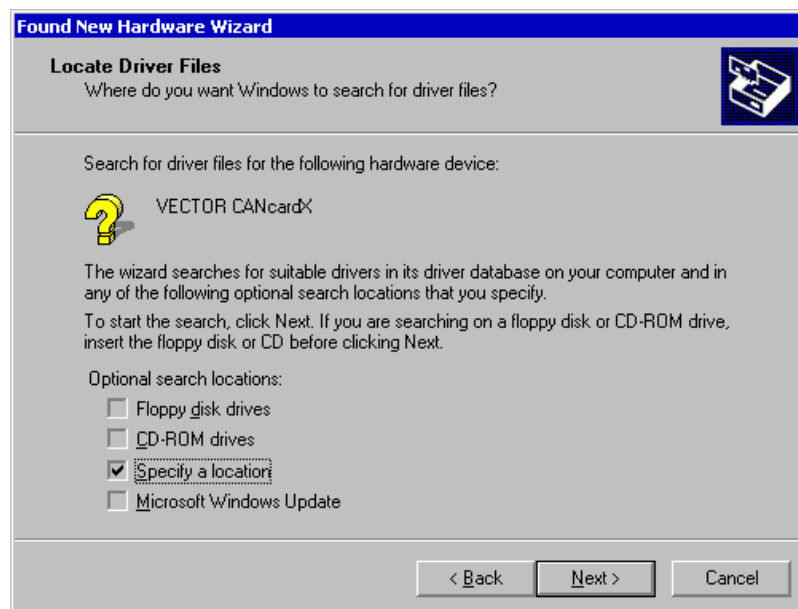 Found New Hardware Wizard
Locate Driver Files
Where do you want Windows to search for driver files?
Search for driver files for the following hardware device:
VECTOR CANcardX
The wizard searches for suitable drivers in its driver database on your computer and in
any of the following optional search locations that you specify.
To start the search, click Next. If you are searching on a floppy disk or CD-ROM drive,
insert the floppy disk or CD before clicking Next.
Optional search locations:
Floppy disk drives
CD-ROM drives
Specify a location
Microsoft Windows Update
< Back Next > Cancel